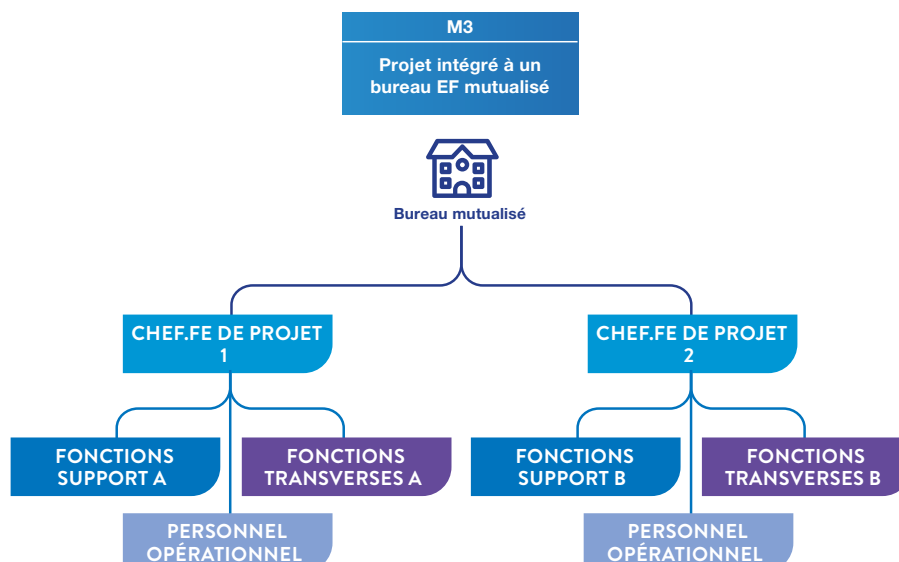 M3
Projet intégré à un
bureau EF mutualisé
Bureau mutualisé
CHEF.FE DE PROJET
1
CHEF.FE DE PROJET
2
FONCTIONS
SUPPORT A
FONCTIONS
TRANSVERSES A
FONCTIONS
SUPPORT B
FONCTIONS
TRANSVERSES B
PERSONNEL
OPÉRATIONNEL
PERSONNEL
OPÉRATIONNEL